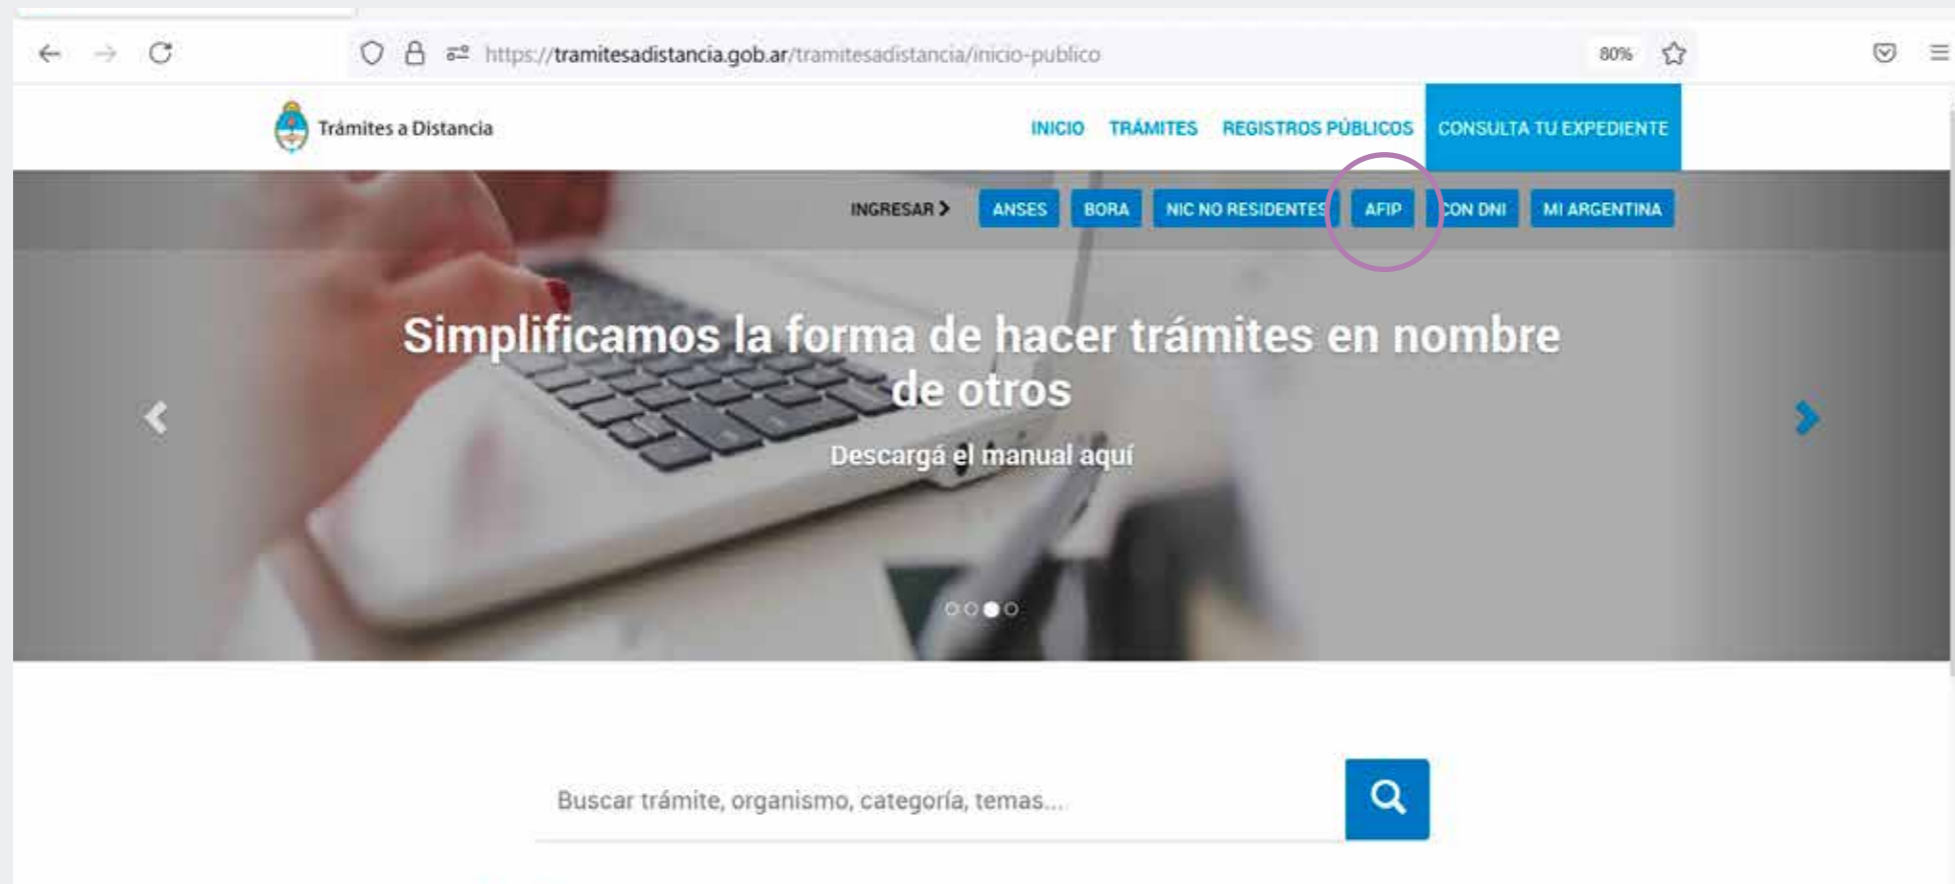 https://tramitesadistancia.gob.ar/tramitesadistancia/inicio-publico
80%
Trámites a Distancia
INICIO TRÁMITES REGISTROS PÚBLICOS CONSULTA TU EXPEDIENTE
INGRESAR ANSES BORA NIC NO RESIDENTES AFIP CON DNI MI ARGENTINA
Simplificamos la forma de hacer trámites en nombre
de otros
Descargá el manual aquí
Buscar trámite, organismo, categoría, temas...